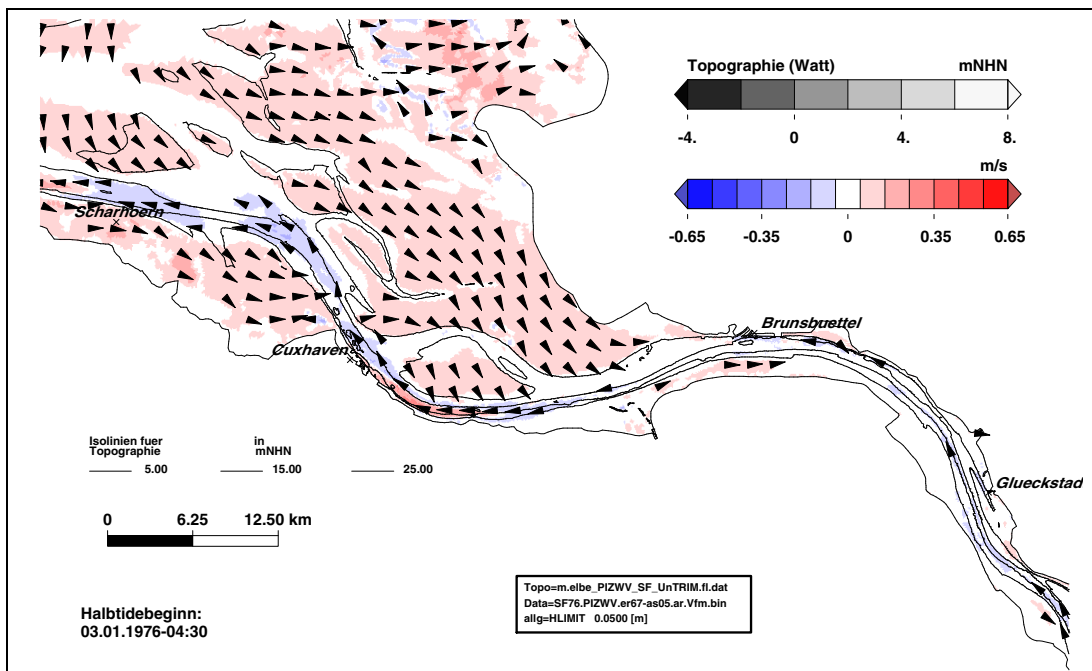 Topographie (Watt) mNHN
-4. 0 4. 8.
m/s
-0.65 -0.35 0 0.35 0.65
Scharhoern
Brunsbuettel
Cuxhaven
Glueckstad
Isolinien fuer in
Topographie mNHN
5.00 15.00 25.00
0 6.25 12.50 km
Topo=m.elbe_PIZWV_SF_UnTRIM.fl.dat
Data=SF76.PIZWV.er67-as05.ar.Vfm.bin
allg=HLIMIT 0.0500 [m]
Halbtidebeginn:
03.01.1976-04:30